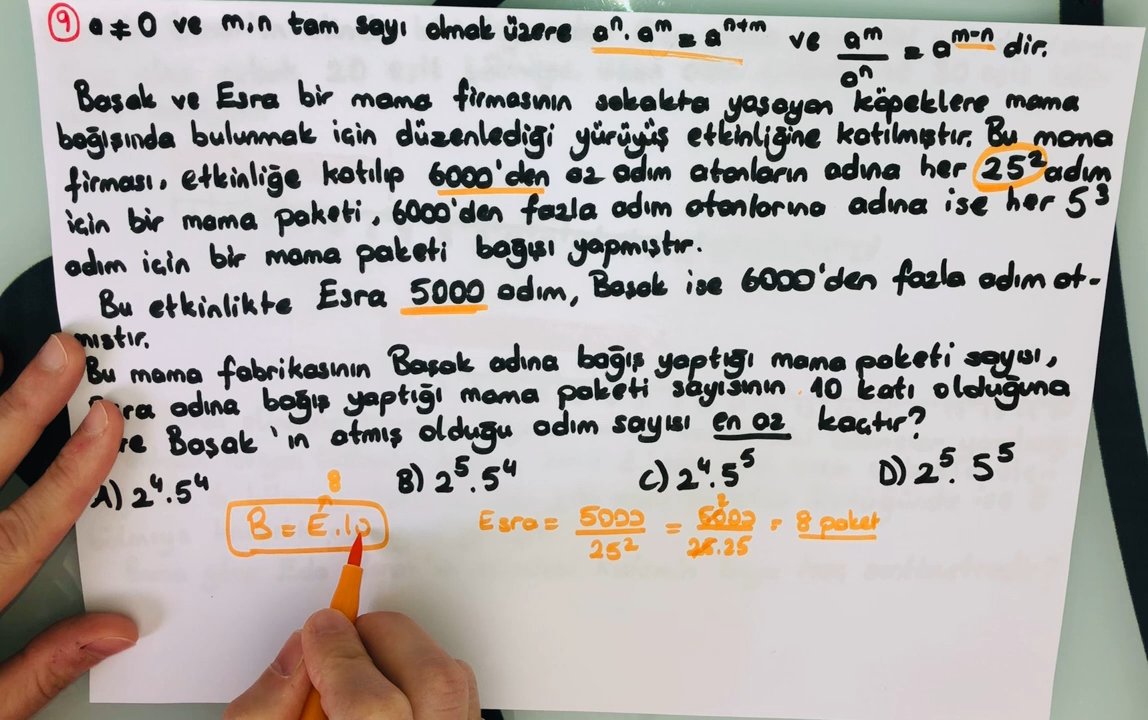 9 a ≠ 0 ve m,n tam sayı olmak üzere aⁿ. aᵐ = aⁿ⁺ᵐ ve aᵐ/aⁿ = aᵐ⁻ⁿ dir.
Başak ve Esra bir mama firmasının sokakta yaşayan köpeklere mama
bağışında bulunmak için düzenlediği yürüyüş etkinliğine katılmıştır. Bu mama
firması, etkinliğe katılıp 6000'den az adım atanların adına her 25² adım
için bir mama paketi, 6000'den fazla adım atanlarına adına ise her 5³
adım için bir mama paketi bağışı yapmıştır.
Bu etkinlikte Esra 5000 adım, Başak ise 6000'den fazla adım at-
mıştır.
Bu mama fabrikasının Başak adına bağış yaptığı mama paketi sayısı,
adına bağış yaptığı mama paketi sayısının 10 katı olduğuna
Başak'ın atmış olduğu adım sayısı en az kaçtır?
A) 2⁴.5⁴ B) 2⁵.5⁴ C) 2⁴.5⁵ D) 2⁵.5⁵
8
B = E.10 Esra = 5000/25² = 5000/25.25 = 8 paket
2